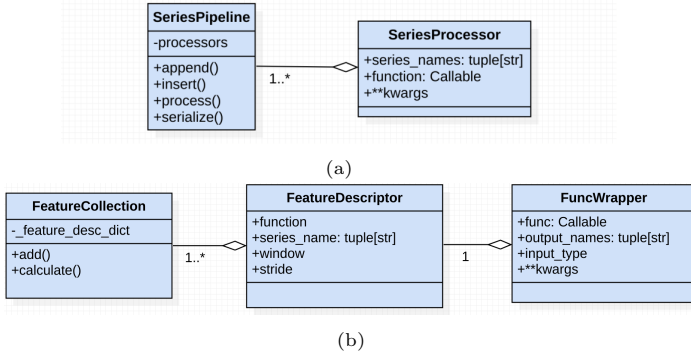 SeriesPipeline
-processors
+append()
+insert()
+process()
+serialize()
1..*
SeriesProcessor
+series_names: tuple[str]
+function: Callable
+**kwargs
(a)
FeatureCollection
-_feature_desc_dict
+add()
+calculate()
1..*
FeatureDescriptor
+function
+series_name: tuple[str]
+window
+stride
1
FuncWrapper
+func: Callable
+output_names: tuple[str]
+input_type
+**kwargs
(b)